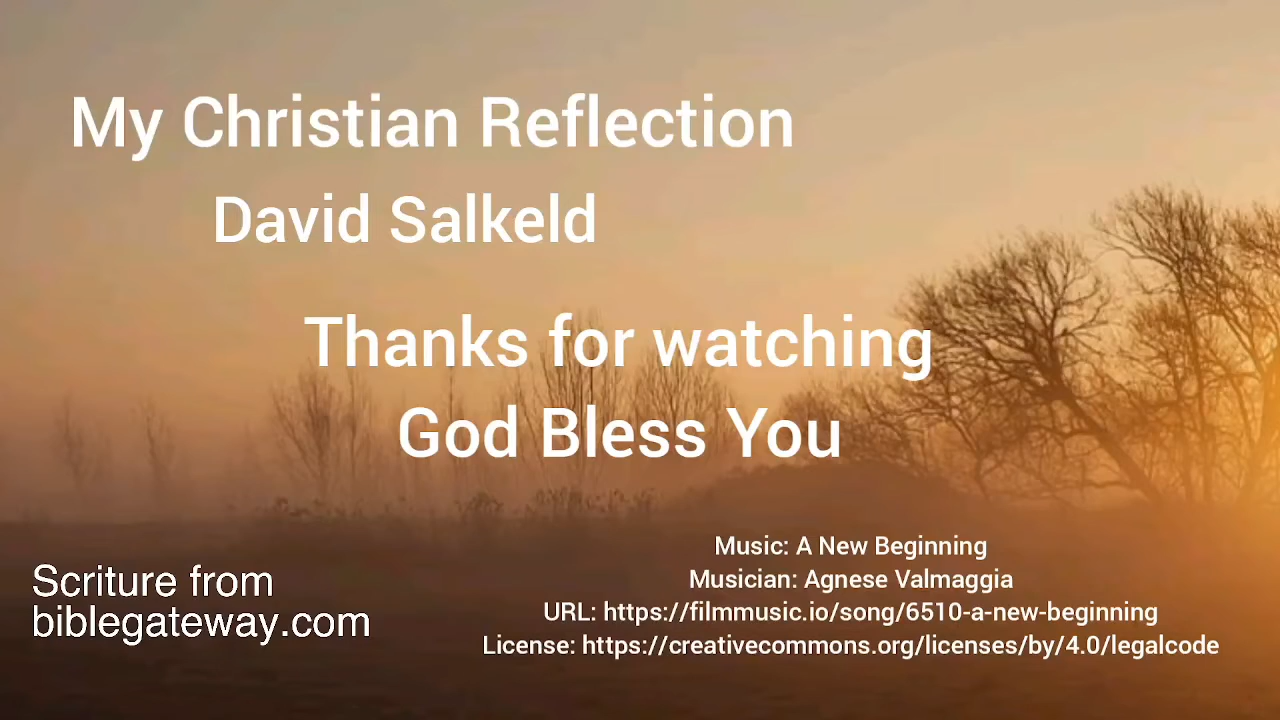 My Christian Reflection
David Salkeld
Thanks for watching
God Bless You
Scriture from
biblegateway.com
Music: A New Beginning
Musician: Agnese Valmaggia
URL: https://filmmusic.io/song/6510-a-new-beginning
License: https://creativecommons.org/licenses/by/4.0/legalcode